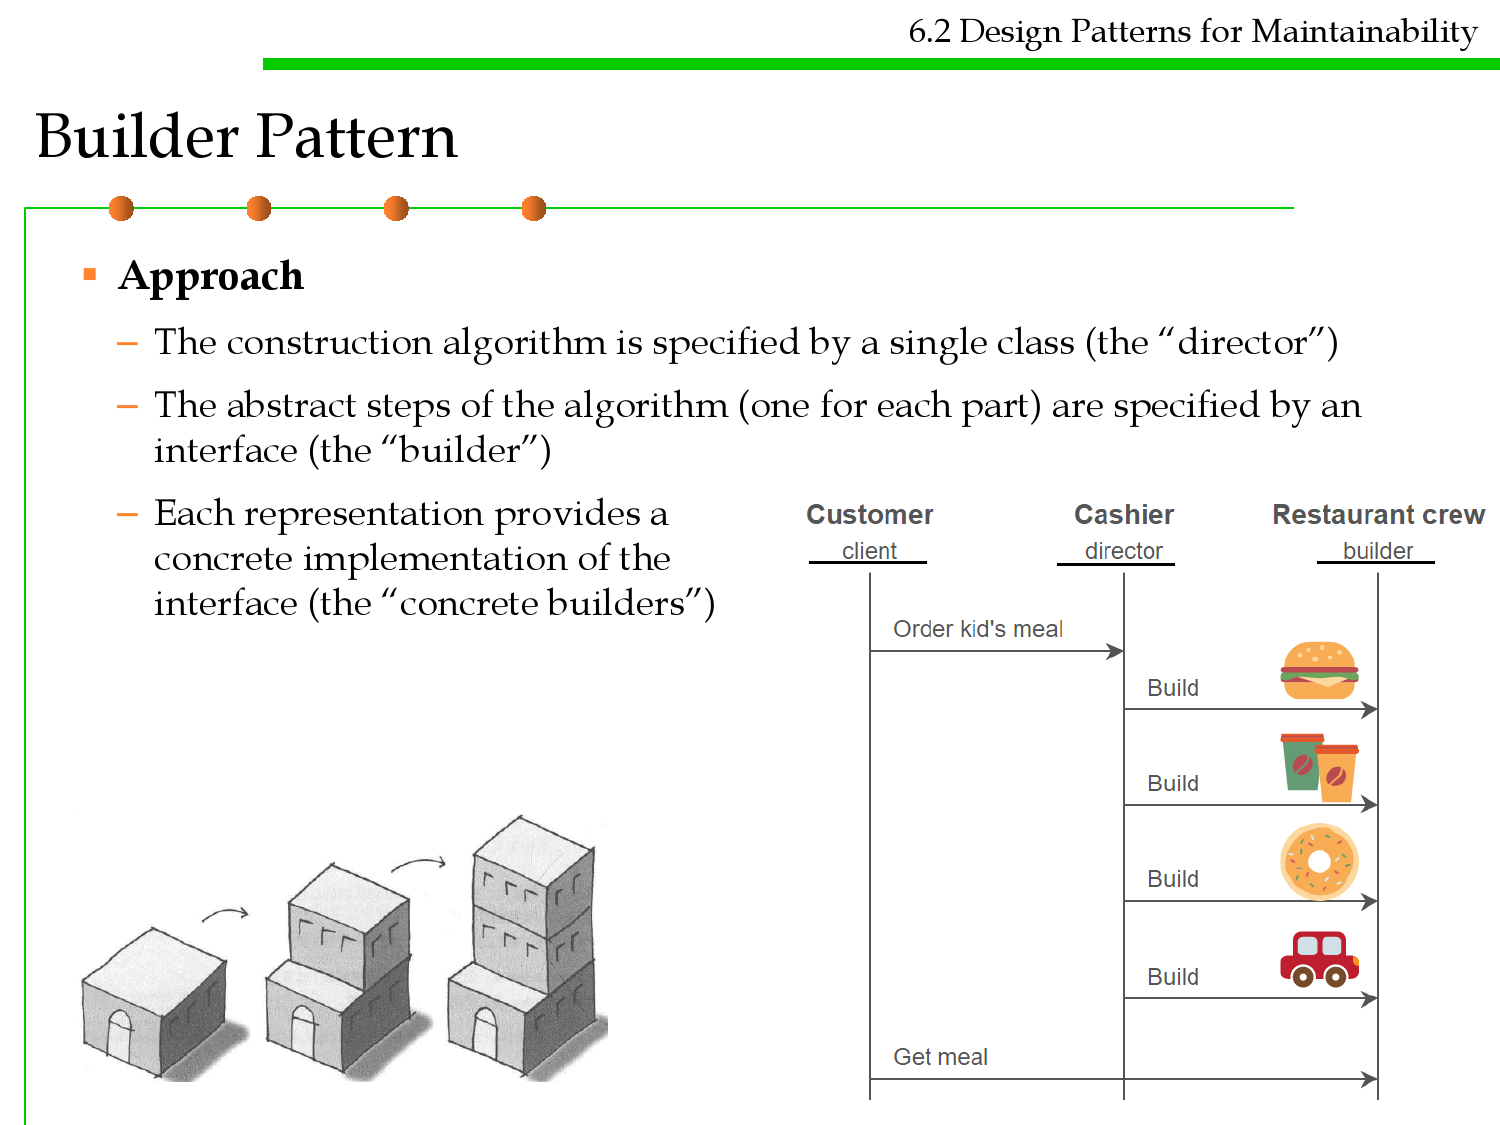 6.2 Design Patterns for Maintainability
Builder Pattern
▪ Approach
– The construction algorithm is specified by a single class (the “director”)
– The abstract steps of the algorithm (one for each part) are specified by an
interface (the “builder”)
– Each representation provides a
concrete implementation of the
interface (the “concrete builders”)
Customer Cashier Restaurant crew
client director builder
Order kid's meal
Build
Build
Build
Build
Get meal